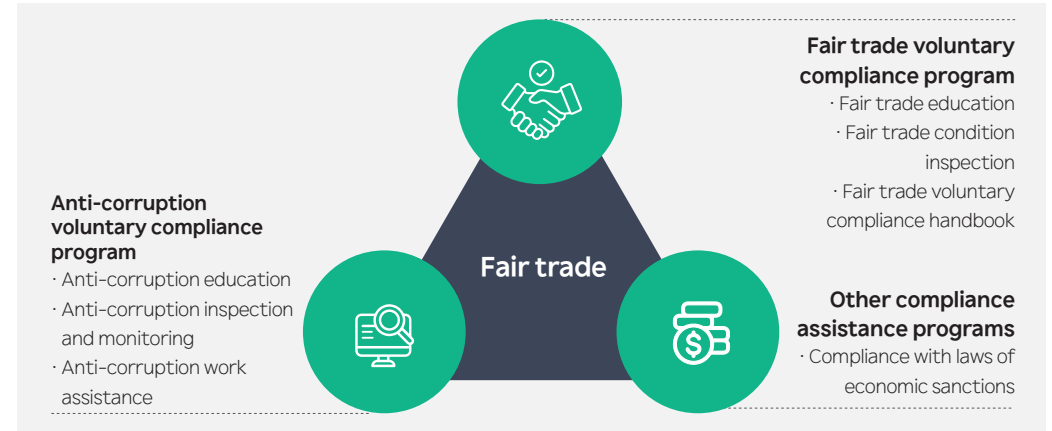 Fair trade voluntary
compliance program
· Fair trade education
· Fair trade condition
inspection
· Fair trade voluntary
compliance handbook
Anti-corruption
voluntary compliance
program
· Anti-corruption education
· Anti-corruption inspection
and monitoring
· Anti-corruption work
assistance
Fair trade
$
Other compliance
assistance programs
· Compliance with laws of
economic sanctions